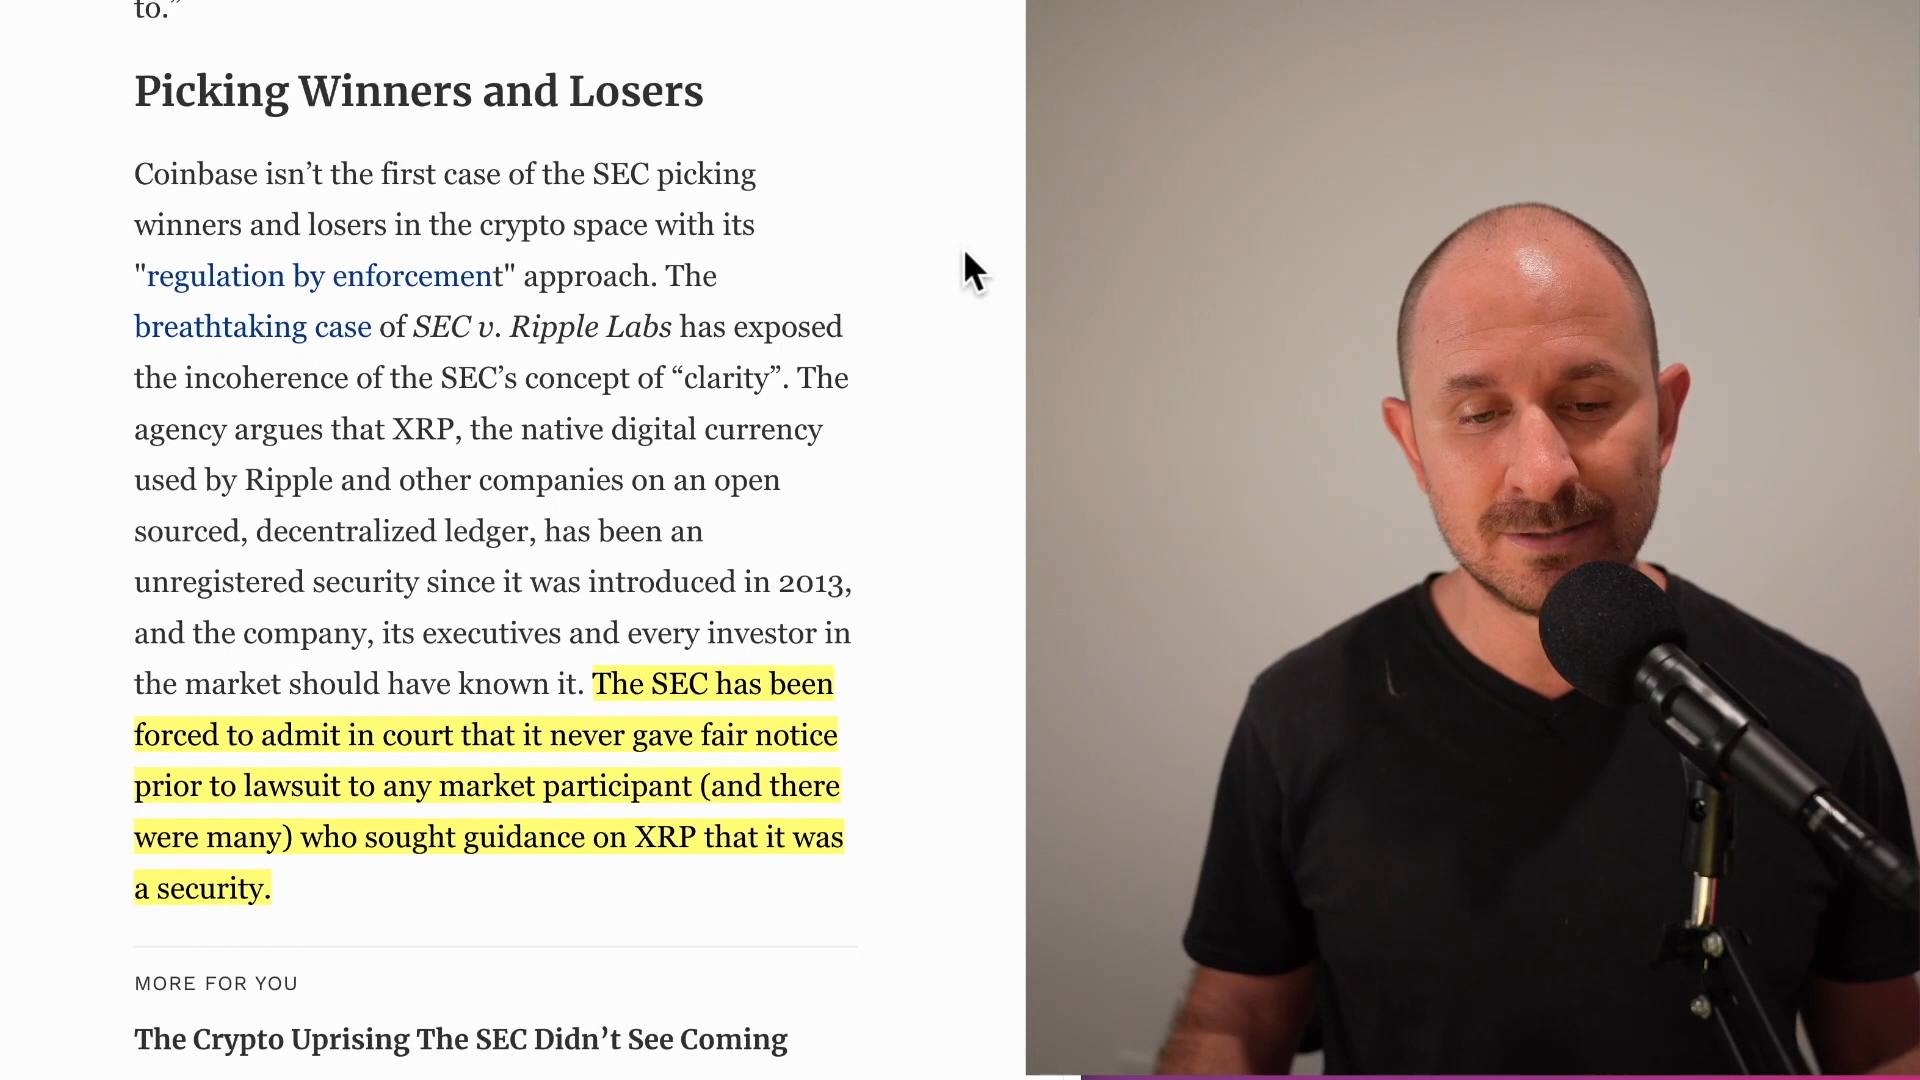 to.”
Picking Winners and Losers
Coinbase isn’t the first case of the SEC picking
winners and losers in the crypto space with its
"regulation by enforcement" approach. The
breathtaking case of SEC v. Ripple Labs has exposed
the incoherence of the SEC’s concept of “clarity”. The
agency argues that XRP, the native digital currency
used by Ripple and other companies on an open
sourced, decentralized ledger, has been an
unregistered security since it was introduced in 2013,
and the company, its executives and every investor in
the market should have known it. The SEC has been
forced to admit in court that it never gave fair notice
prior to lawsuit to any market participant (and there
were many) who sought guidance on XRP that it was
a security.
MORE FOR YOU
The Crypto Uprising The SEC Didn’t See Coming